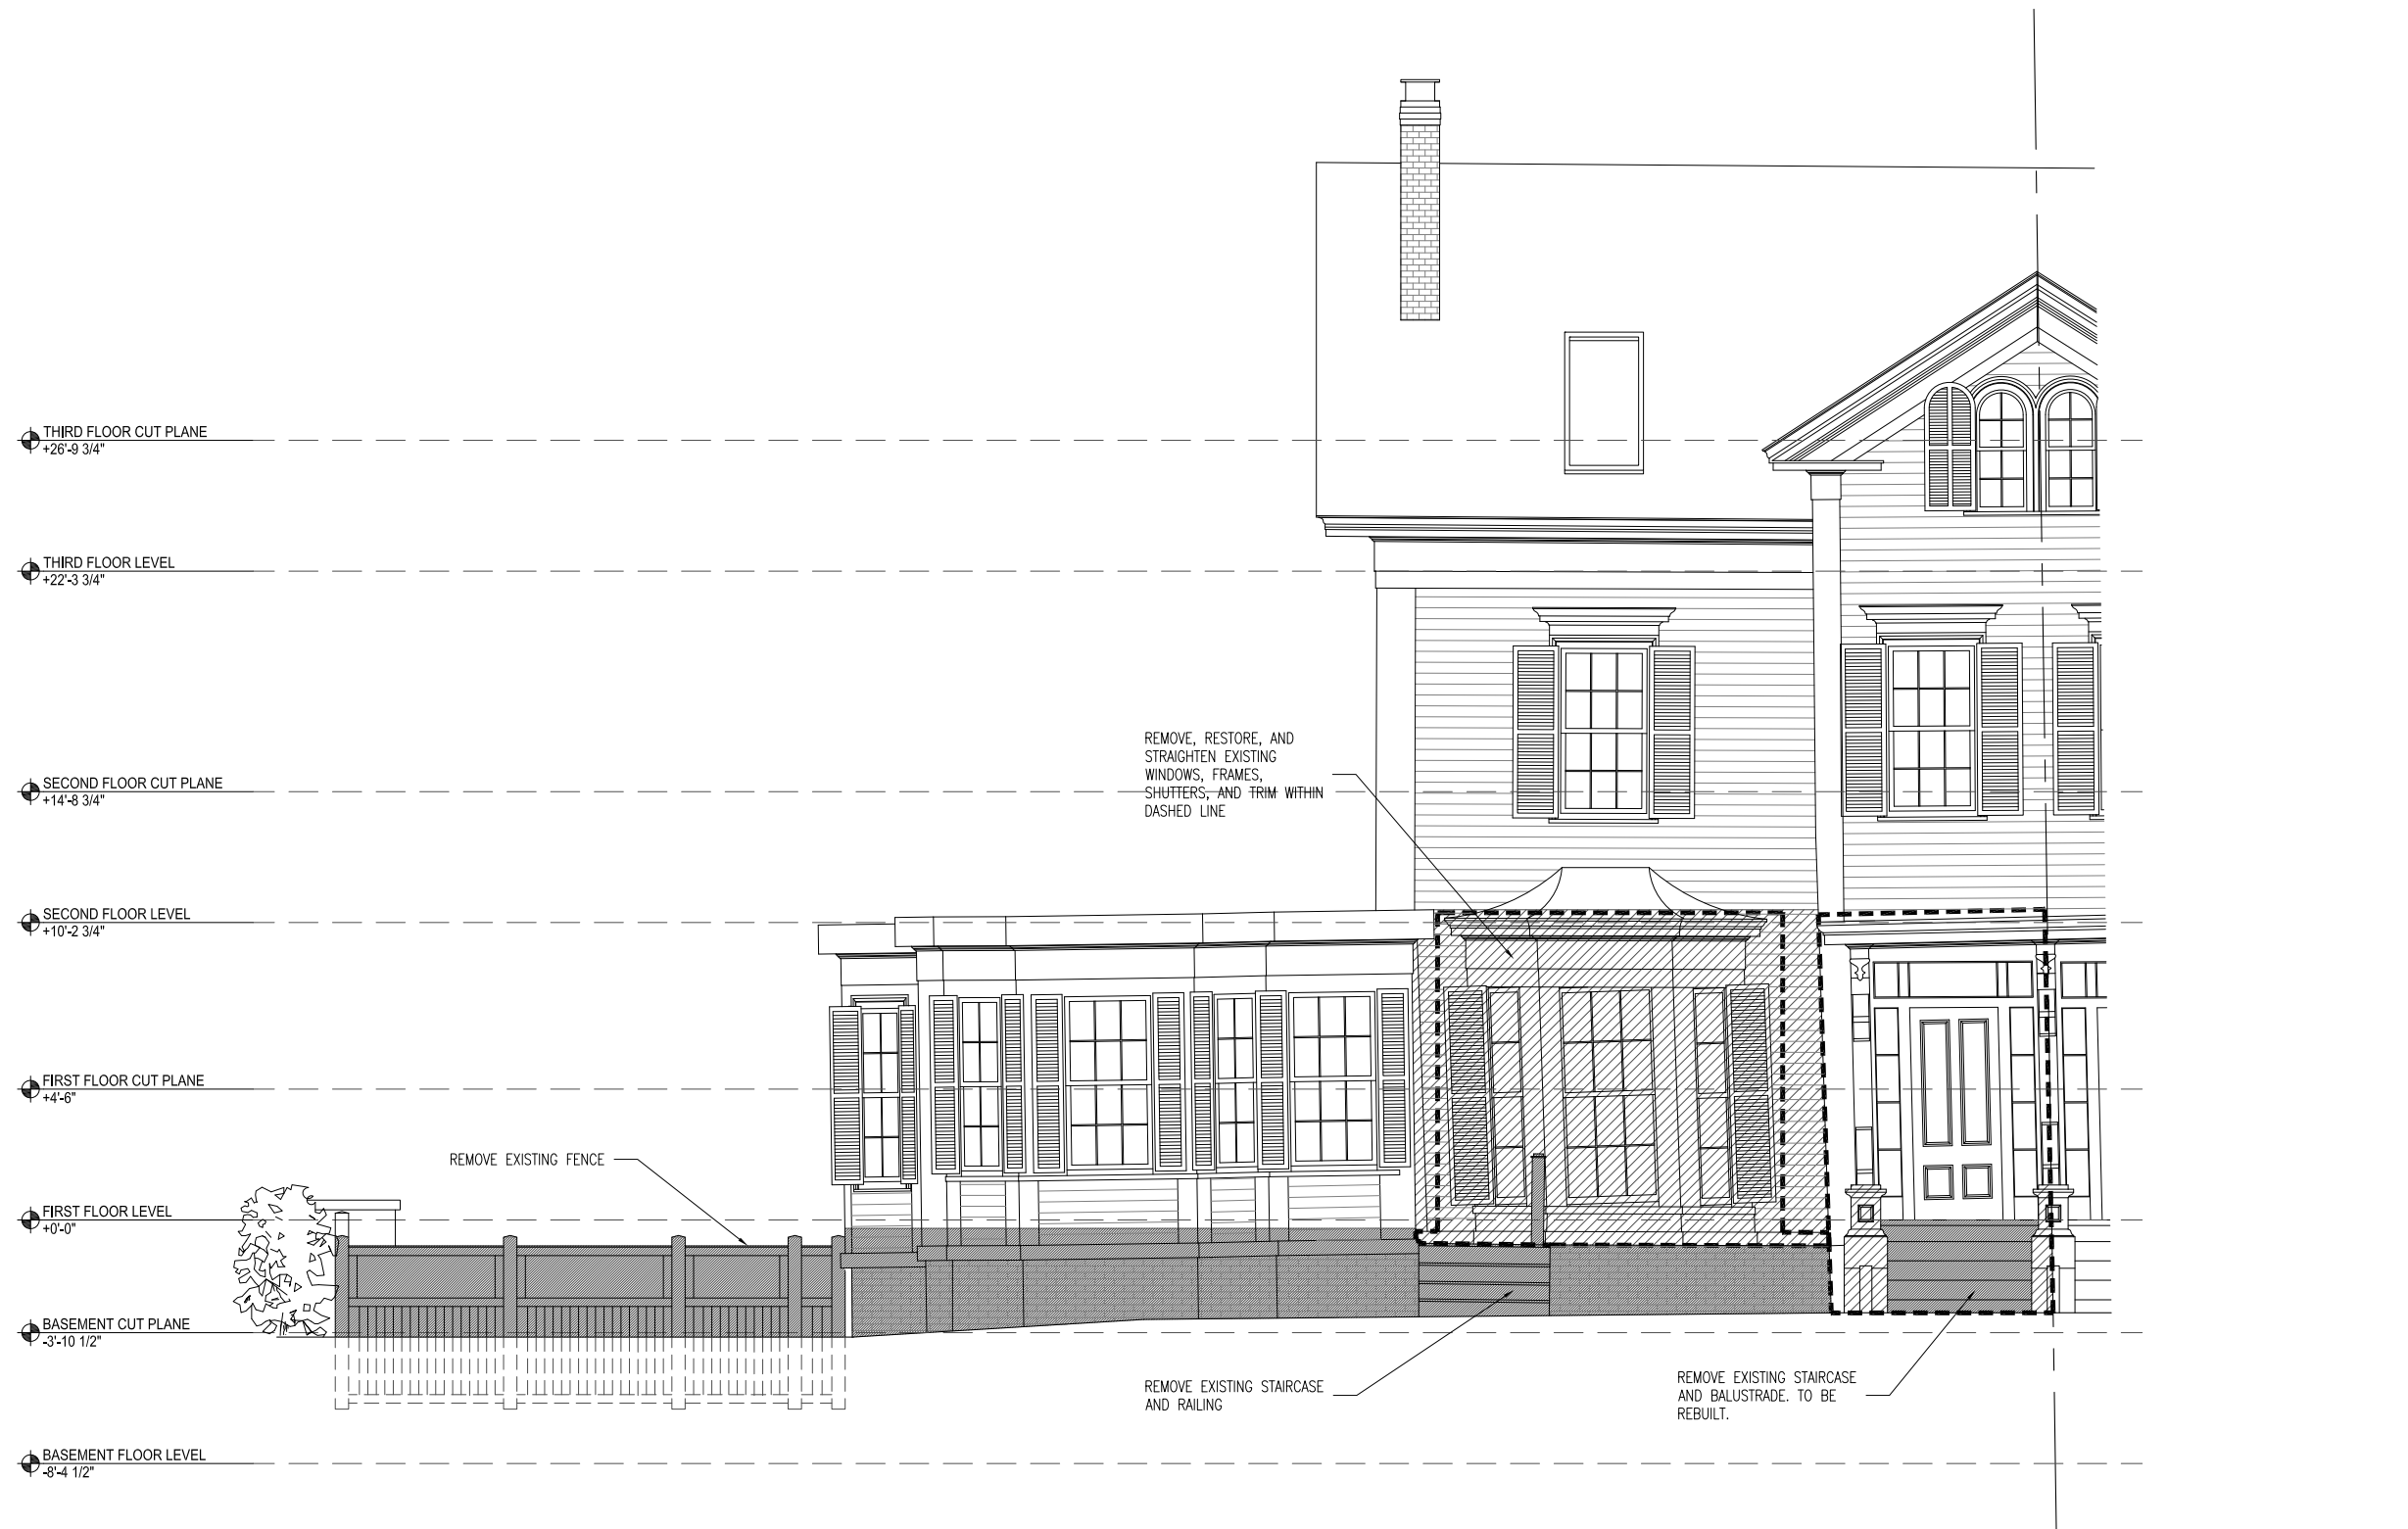 THIRD FLOOR CUT PLANE
+26'-9 3/4"
THIRD FLOOR LEVEL
+22'-3 3/4"
REMOVE, RESTORE, AND
STRAIGHTEN EXISTING
WINDOWS, FRAMES,
SHUTTERS, AND TRIM WITHIN
DASHED LINE
SECOND FLOOR CUT PLANE
+14'-8 3/4"
SECOND FLOOR LEVEL
+10'-2 3/4"
FIRST FLOOR CUT PLANE
+4'-6"
REMOVE EXISTING FENCE
FIRST FLOOR LEVEL
+0'-0"
BASEMENT CUT PLANE
-3'-10 1/2"
REMOVE EXISTING STAIRCASE
AND RAILING
REMOVE EXISTING STAIRCASE
AND BALUSTRADE. TO BE
REBUILT.
BASEMENT FLOOR LEVEL
-8'-4 1/2"